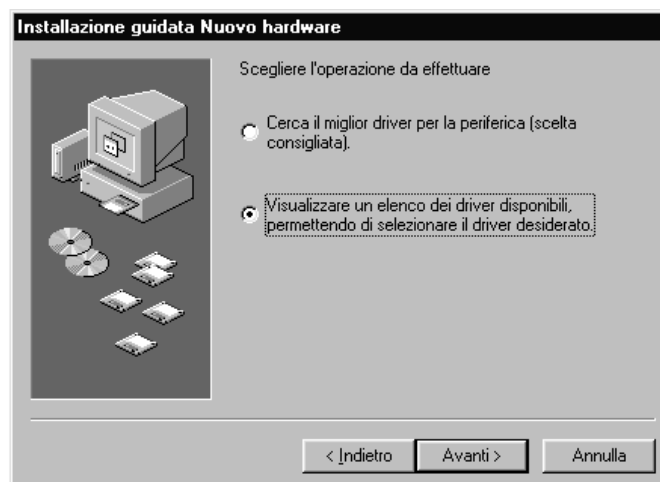 Installazione guidata Nuovo hardware
Scegliere l'operazione da effettuare
Cerca il miglior driver per la periferica (scelta
consigliata).
Visualizzare un elenco dei driver disponibili,
permettendo di selezionare il driver desiderato.
< Indietro
Avanti >
Annulla